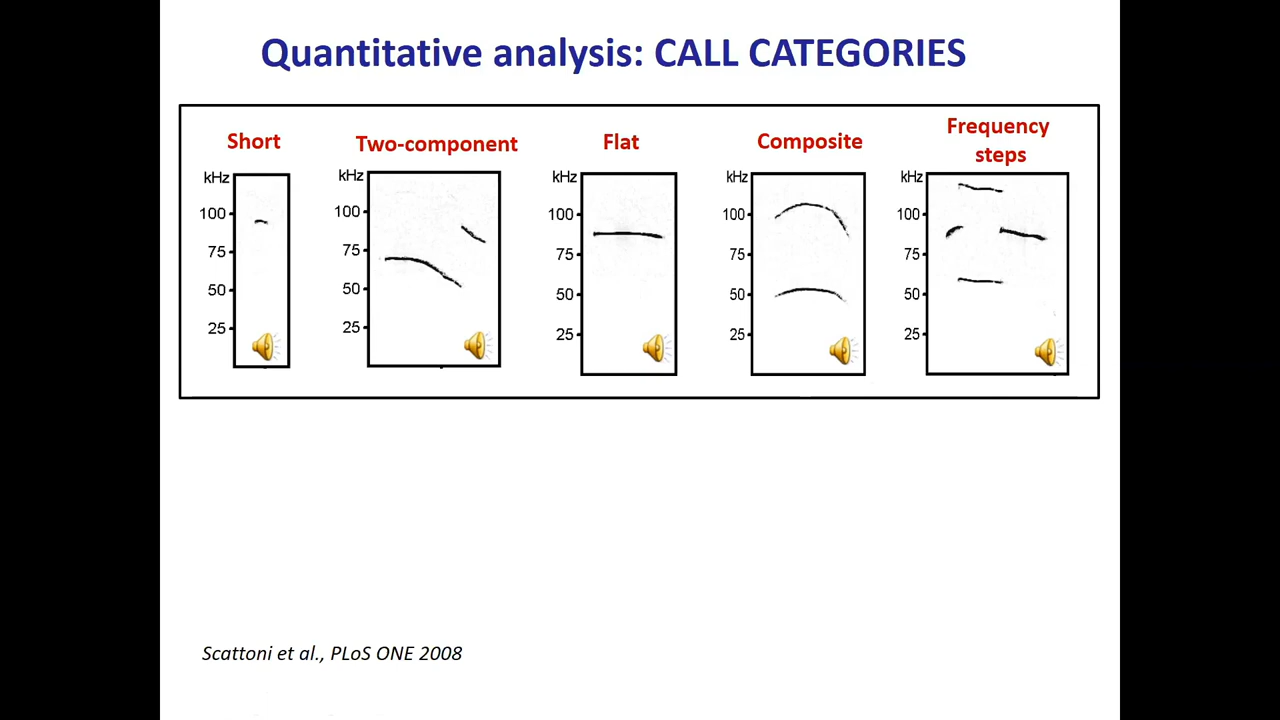 Quantitative analysis: CALL CATEGORIES
Short
kHz
100
75
50
25
Two-component
kHz
100
75
50
25
Flat
kHz
100
75
50
25
Composite
kHz
100
75
50
25
Frequency
steps
kHz
100
75
50
25
Scattoni et al., PLoS ONE 2008